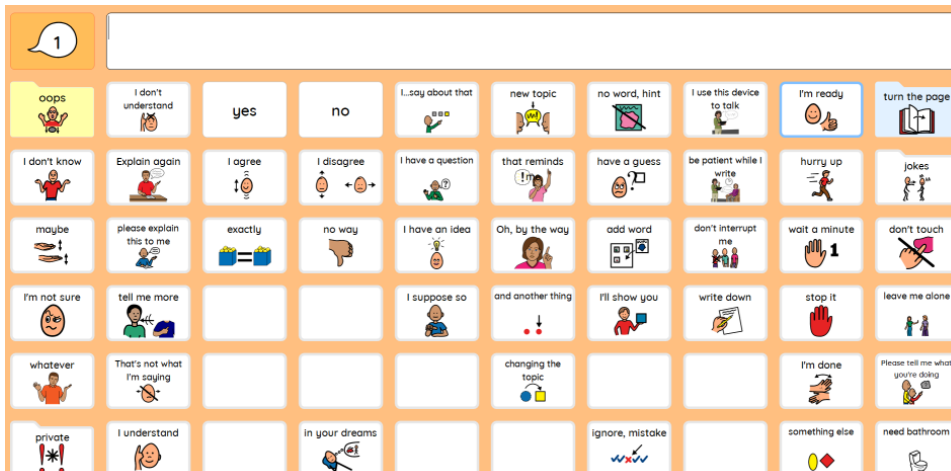 1
oops
I don't understand
yes
no
I...say about that
new topic
no word, hint
I use this device to talk
I'm ready
turn the page
I don't know
Explain again
I agree
I disagree
I have a question
that reminds
!m
have a guess
?
be patient while I write
hurry up
jokes
maybe
please explain this to me
exactly
no way
I have an idea
Oh, by the way
add word
don't interrupt me
wait a minute
1
don't touch
I'm not sure
tell me more
I suppose so
and another thing
I'll show you
write down
stop it
leave me alone
whatever
That's not what I'm saying
changing the topic
I'm done
Please tell me what you're doing
private
I understand
in your dreams
ignore, mistake
something else
need bathroom